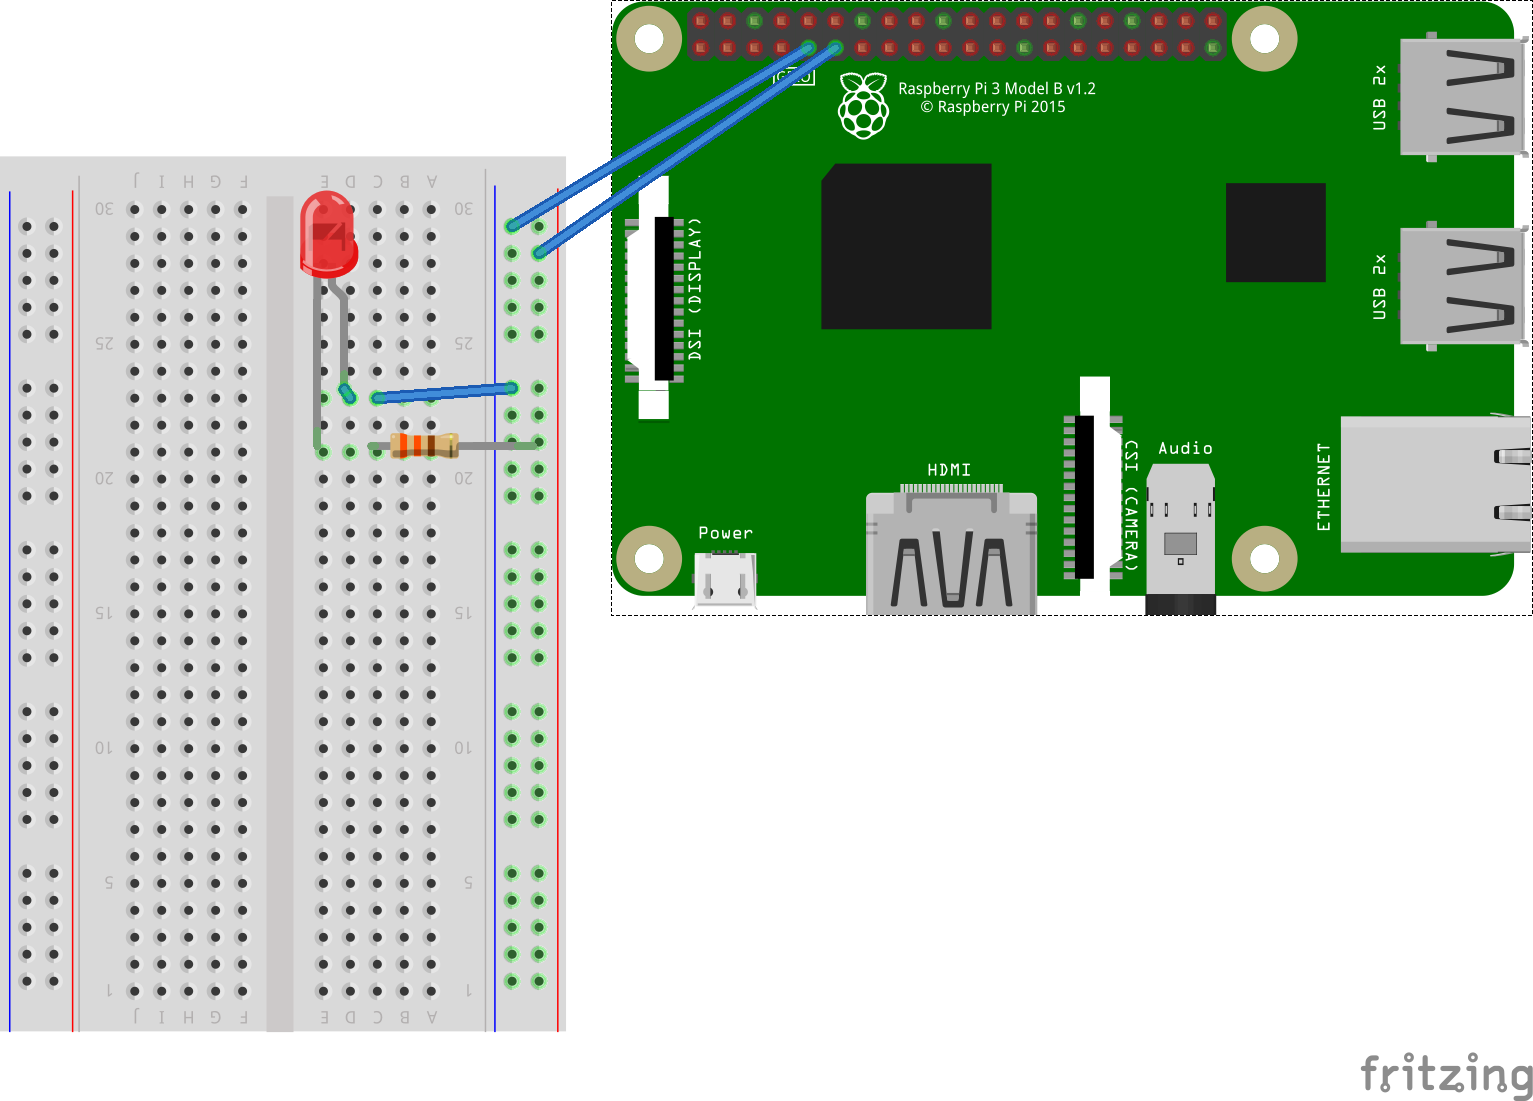 GPIO
Raspberry Pi 3 Model B v1.2
© Raspberry Pi 2015
USB 2x
USB 2x
DSI (DISPLAY)
CSI (CAMERA)
Audio
HDMI
ETHERNET
Power
J I H G F E D C B A
30 30
25 25
20 20
15 15
10 10
5 5
1 1
J I H G F E D C B A
fritzing